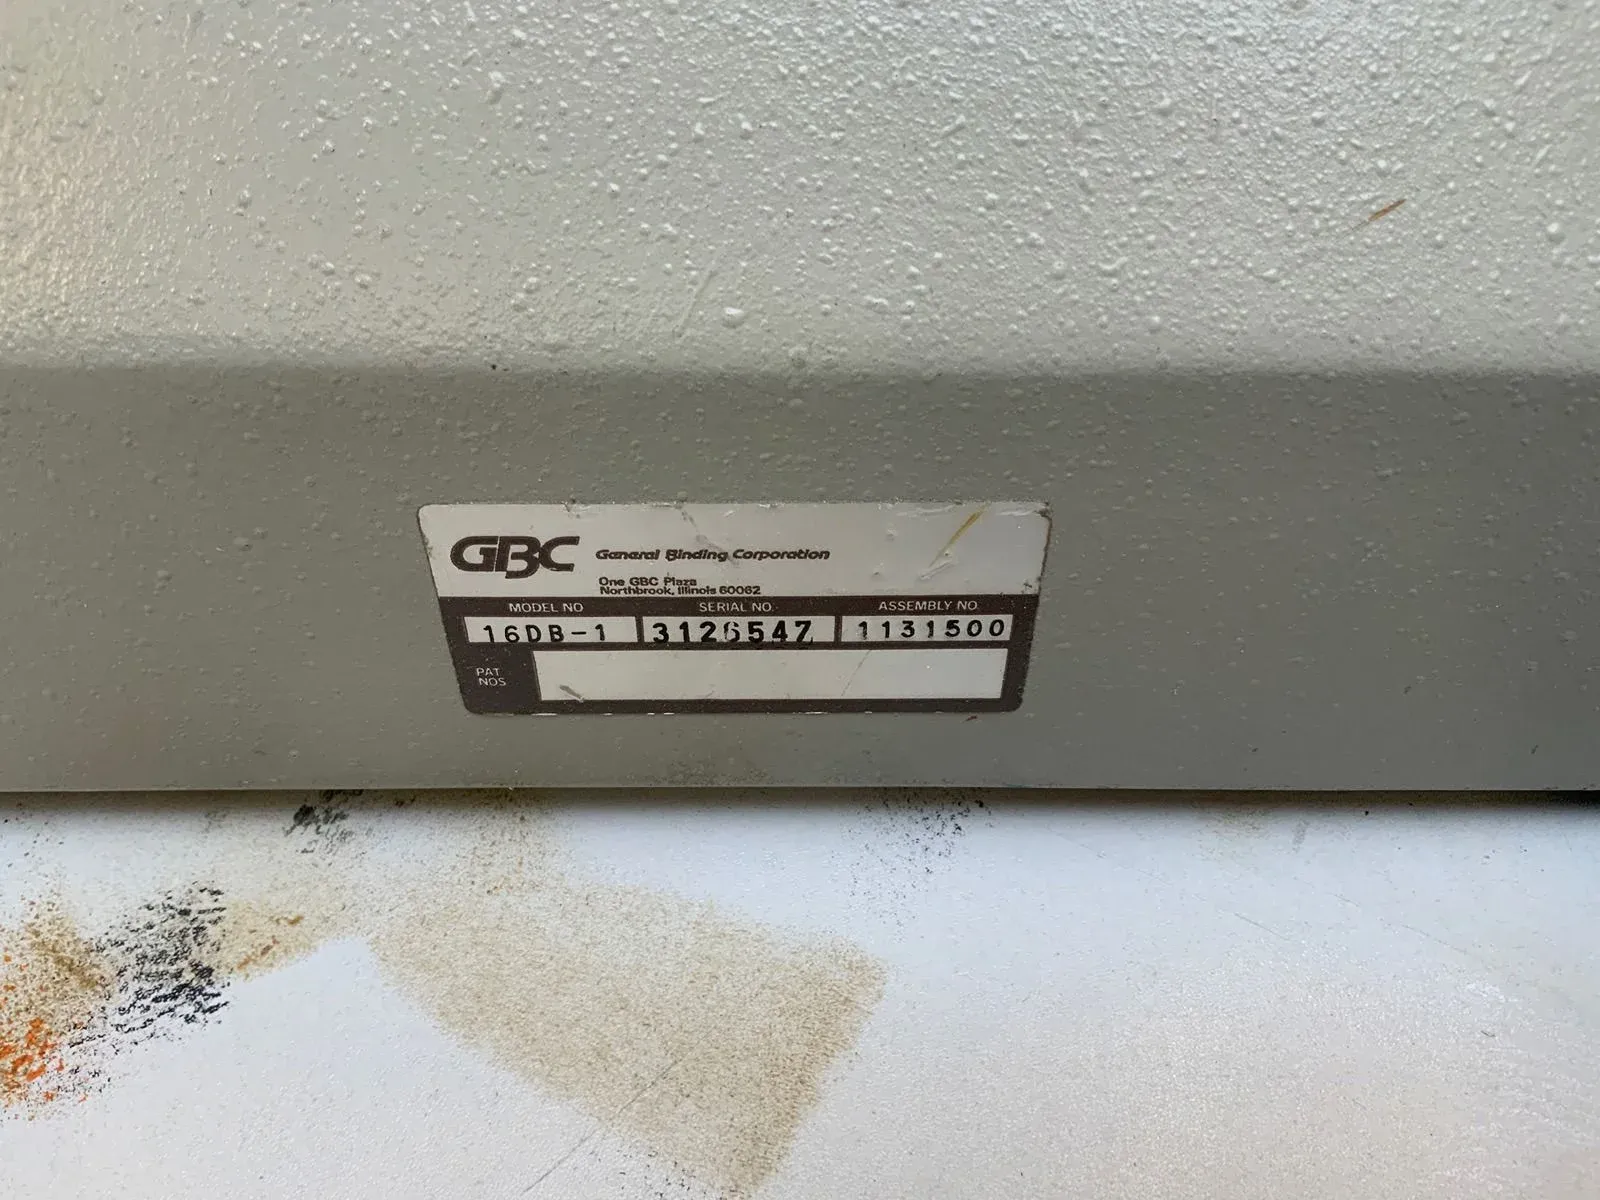 GBC General Binding Corporation
One GBC Plaza
Northbrook, Illinois 60062
MODEL NO SERIAL NO. ASSEMBLY NO.
16DB-1 3126547 1131500
PAT
NOS